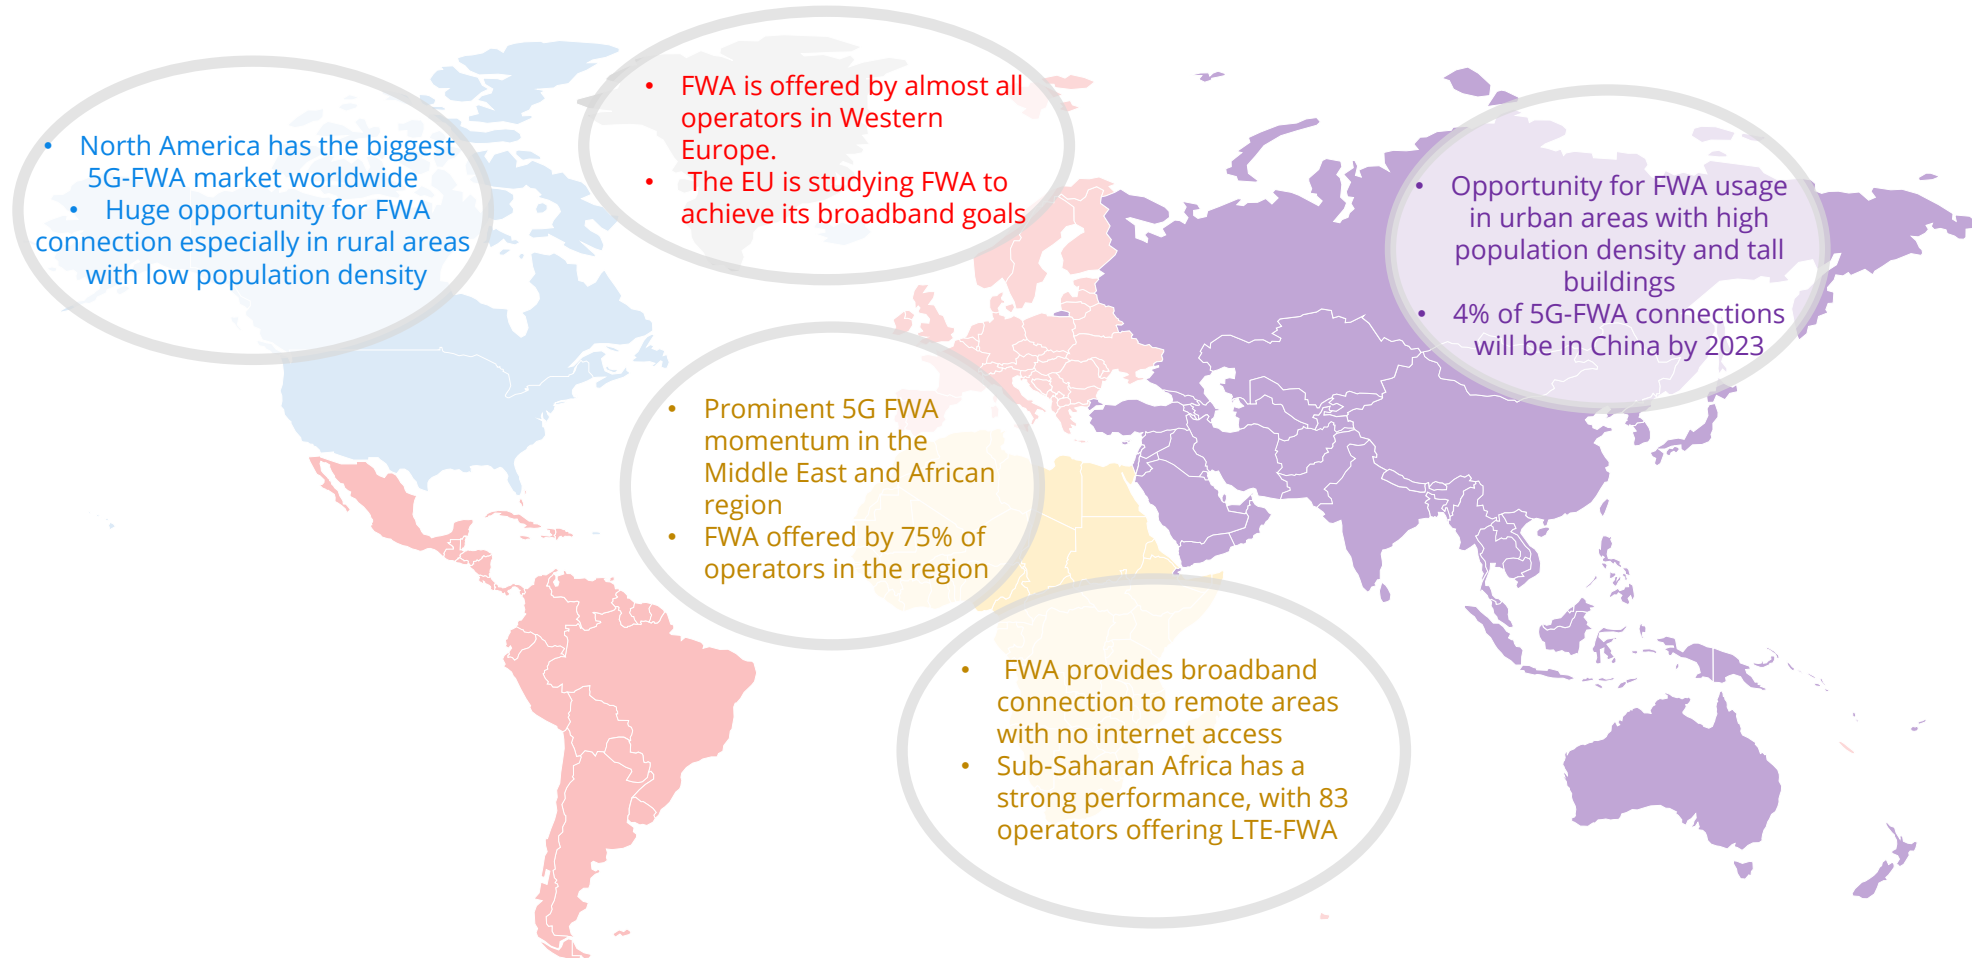 • North America has the biggest
5G-FWA market worldwide
• Huge opportunity for FWA
connection especially in rural areas
with low population density
• FWA is offered by almost all
operators in Western
Europe.
• The EU is studying FWA to
achieve its broadband goals
• Opportunity for FWA usage
in urban areas with high
population density and tall
buildings
• 4% of 5G-FWA connections
will be in China by 2023
• Prominent 5G FWA
momentum in the
Middle East and African
region
• FWA offered by 75% of
operators in the region
• FWA provides broadband
connection to remote areas
with no internet access
• Sub-Saharan Africa has a
strong performance, with 83
operators offering LTE-FWA